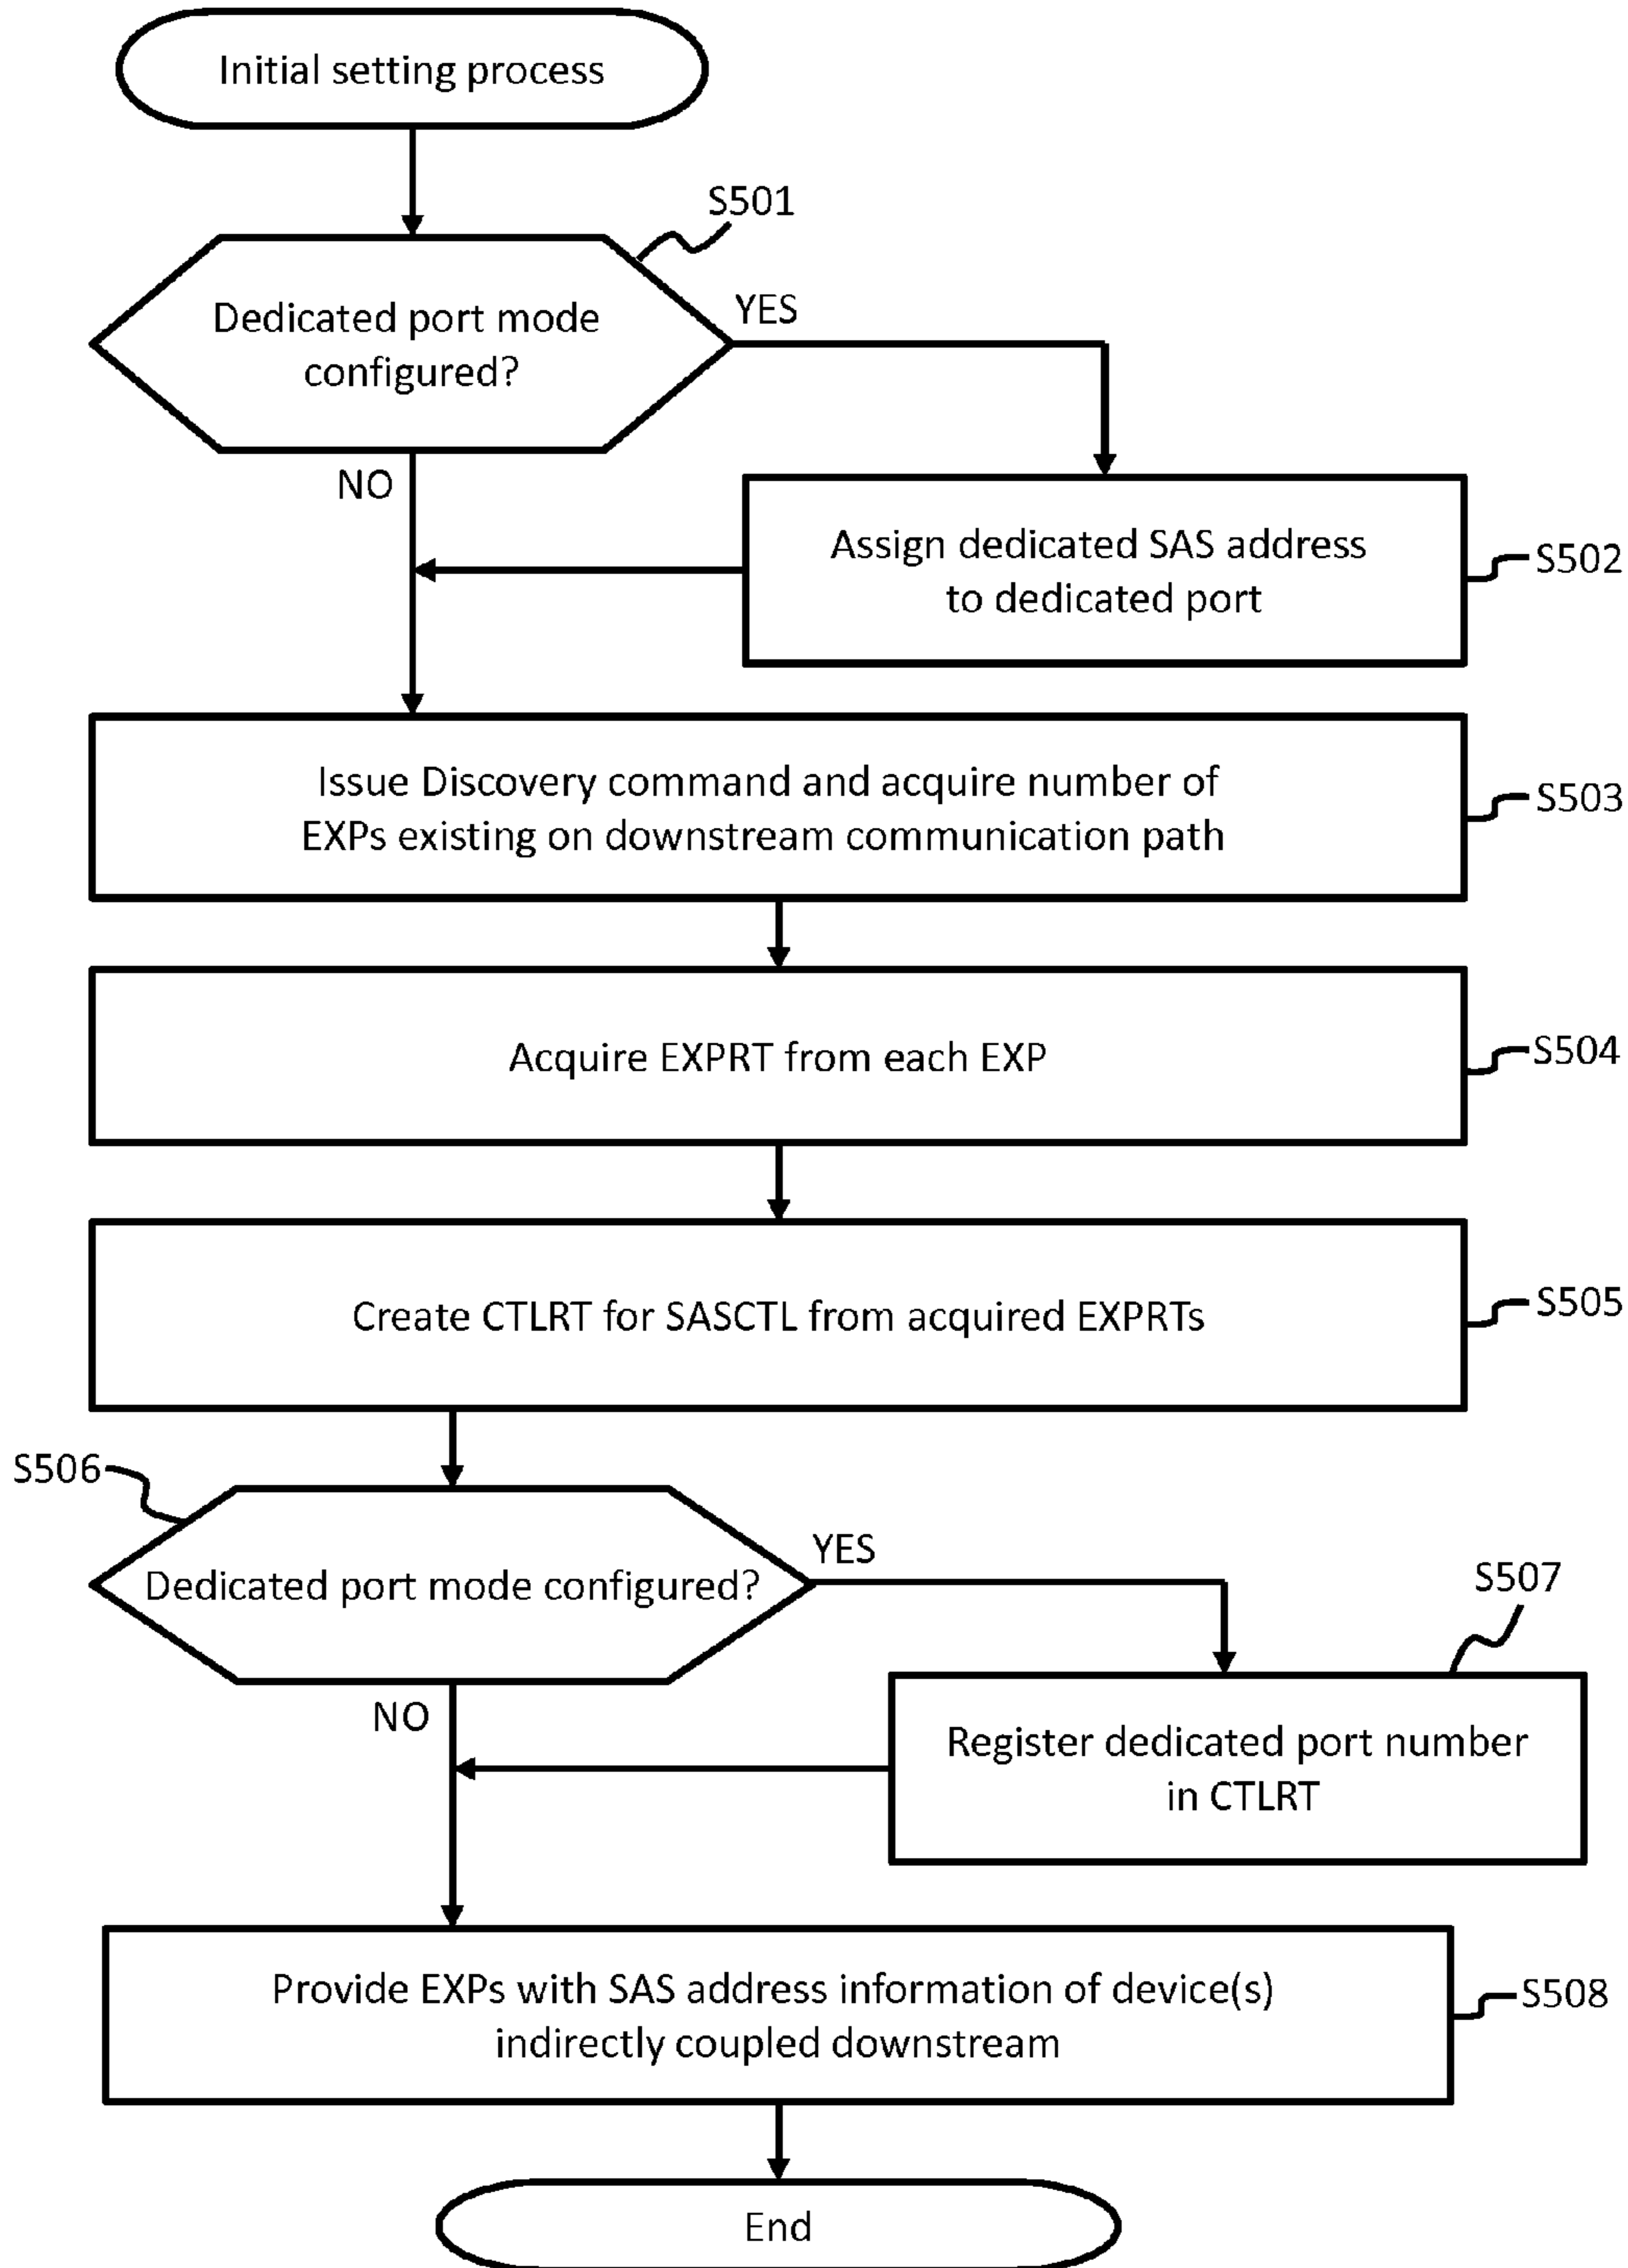 Initial setting process
S501
Dedicated port mode
configured?
YES
NO
Assign dedicated SAS address
to dedicated port
S502
Issue Discovery command and acquire number of
EXPs existing on downstream communication path
S503
Acquire EXPRT from each EXP
S504
Create CTLRT for SASCTL from acquired EXPRTs
S505
S506
Dedicated port mode configured?
YES
S507
NO
Register dedicated port number
in CTLRT
Provide EXPs with SAS address information of device(s)
indirectly coupled downstream
S508
End